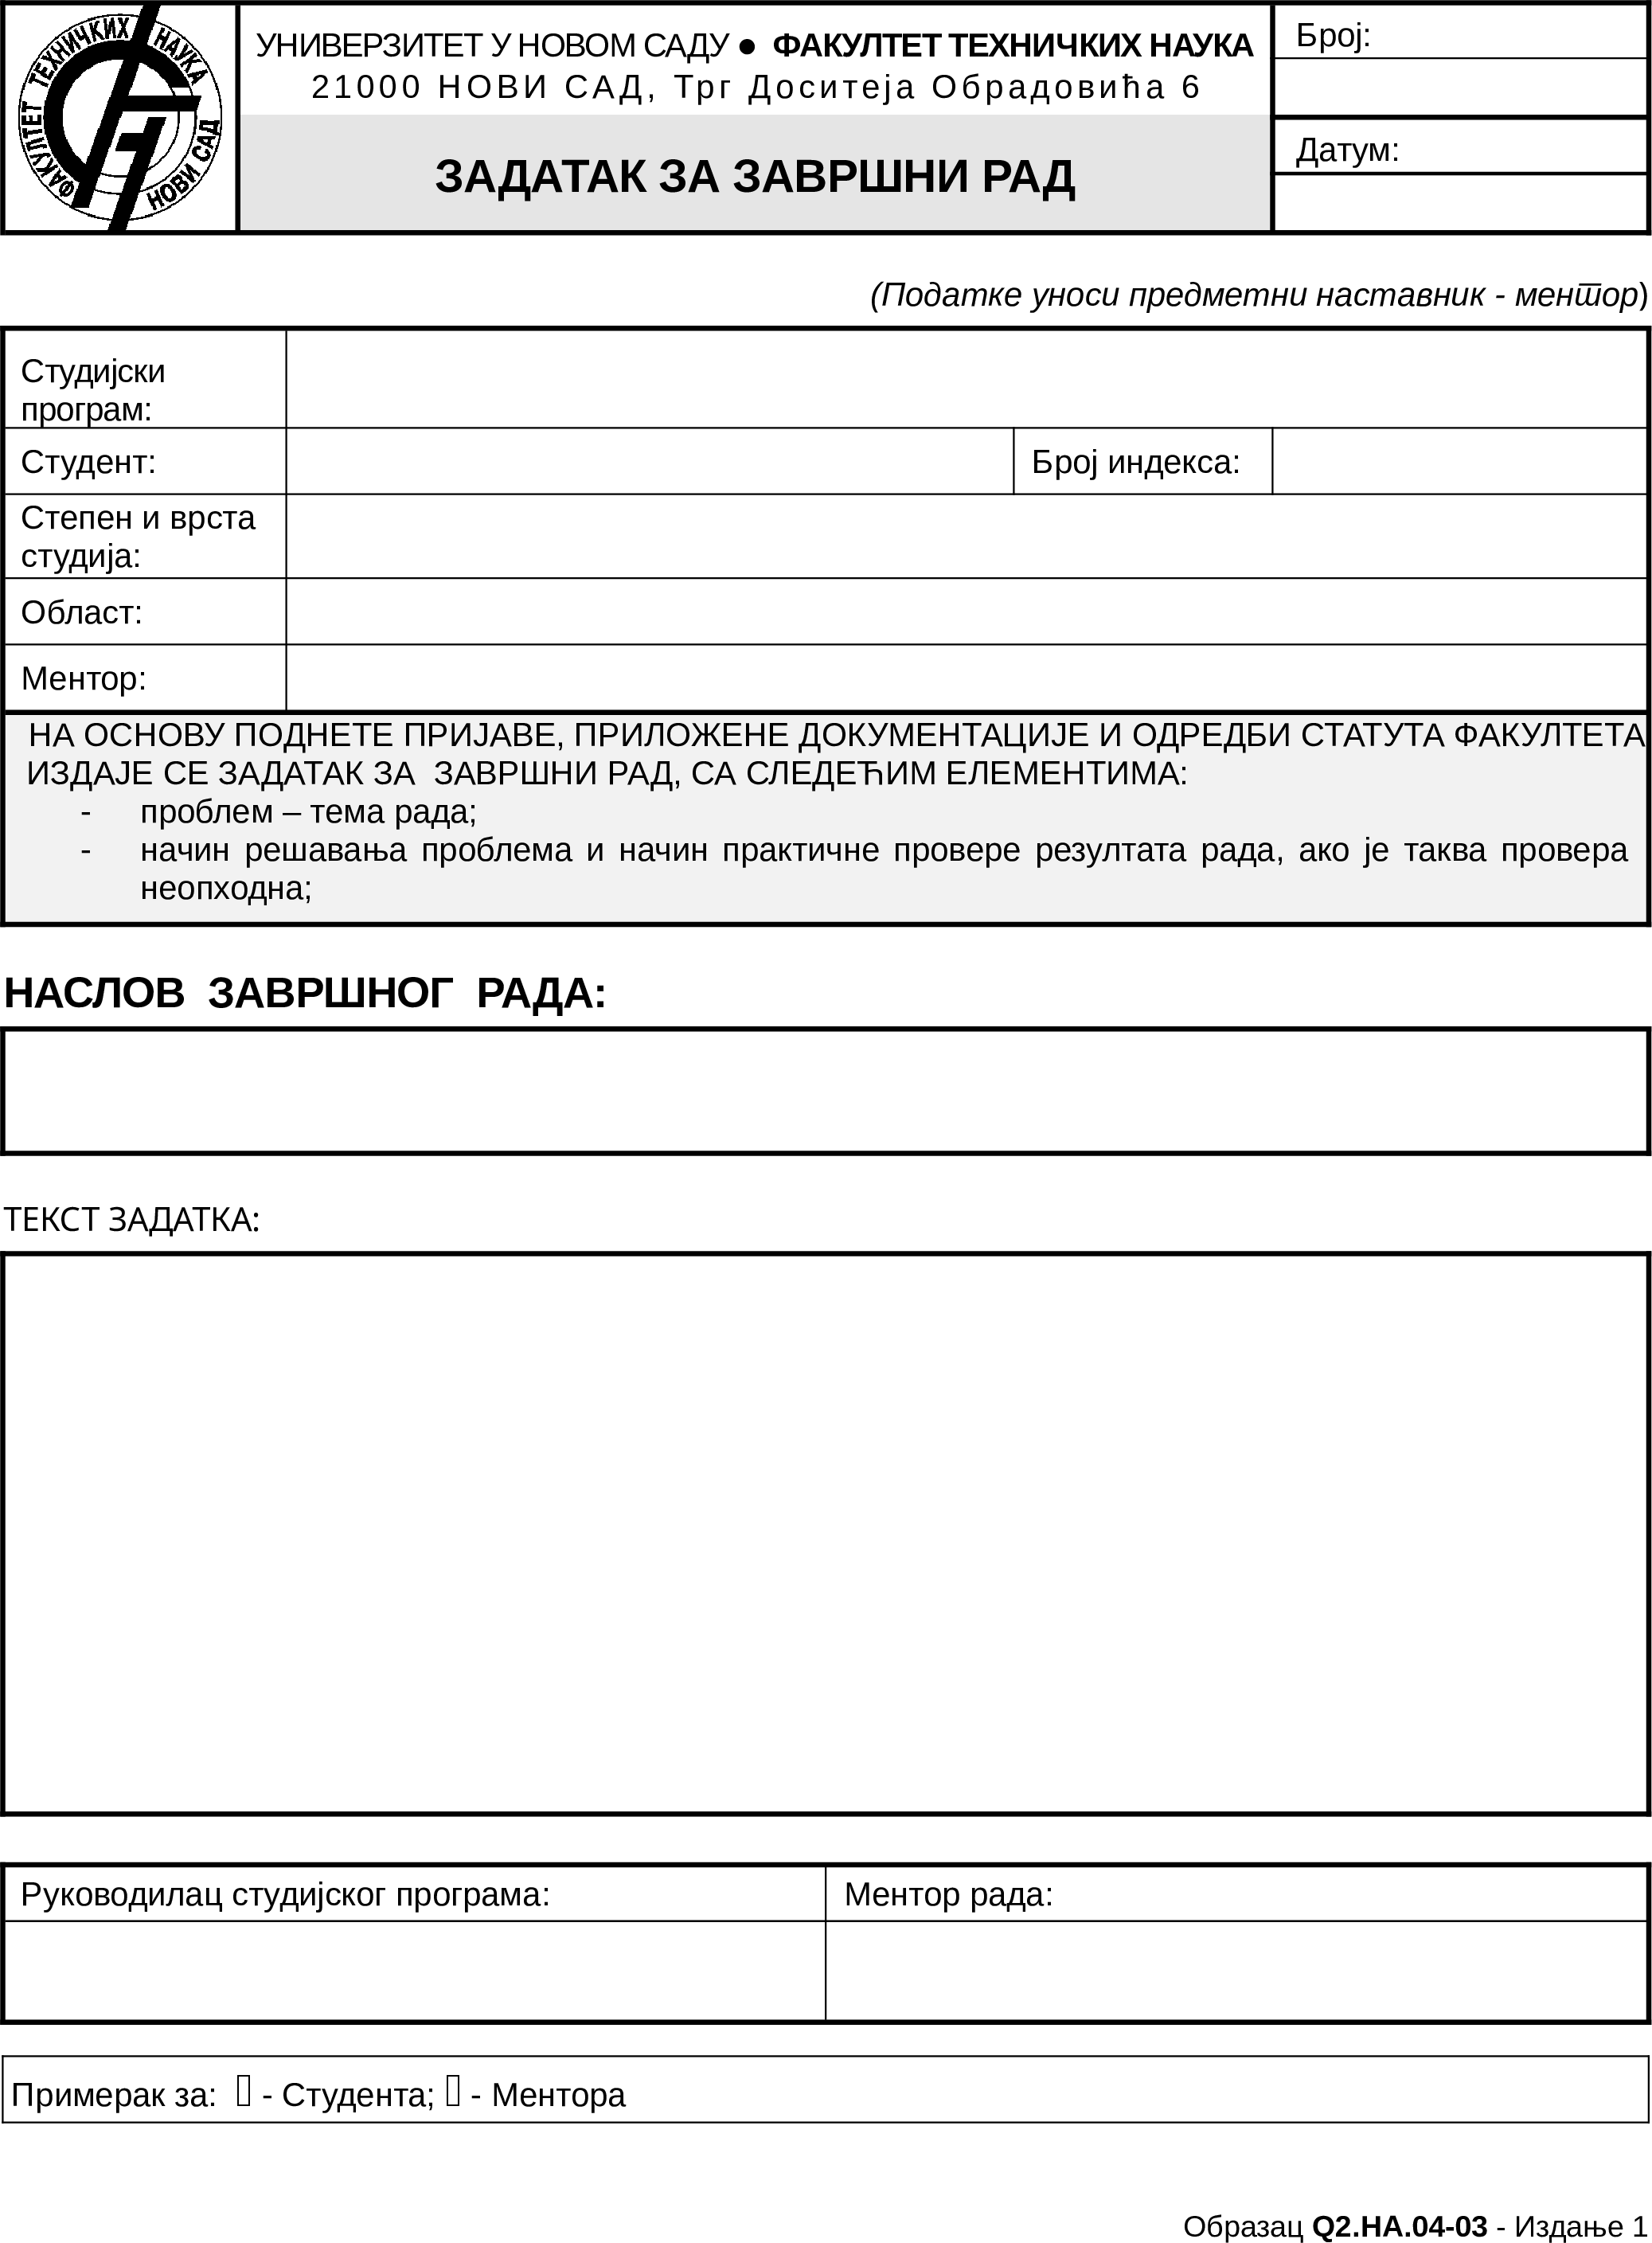 ФАКУЛТЕТ ТЕХНИЧКИХ НАУКА
НОВИ САД
УНИВЕРЗИТЕТ У НОВОМ САДУ ● ФАКУЛТЕТ ТЕХНИЧКИХ НАУКА
21000 НОВИ САД, Трг Доситеја Обрадовића 6
ЗАДАТАК ЗА ЗАВРШНИ РАД
Број:
Датум:
(Податке уноси предметни наставник - ментор)
Студијски
програм:
Студент:
Број индекса:
Степен и врста
студија:
Област:
Ментор:
НА ОСНОВУ ПОДНЕТЕ ПРИЈАВЕ, ПРИЛОЖЕНЕ ДОКУМЕНТАЦИЈЕ И ОДРЕДБИ СТАТУТА ФАКУЛТЕТА
ИЗДАЈЕ СЕ ЗАДАТАК ЗА ЗАВРШНИ РАД, СА СЛЕДЕЋИМ ЕЛЕМЕНТИМА:
- проблем – тема рада;
- начин решавања проблема и начин практичне провере резултата рада, ако је таква провера
неопходна;
НАСЛОВ ЗАВРШНОГ РАДА:
ТЕКСТ ЗАДАТКА:
Руководилац студијског програма:
Ментор рада:
Примерак за: - Студента; - Ментора
Образац Q2.НА.04-03 - Издање 1